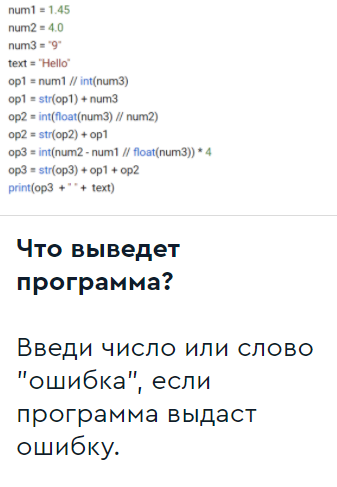 num1 = 1.45
num2 = 4.0
num3 = "9"
text = "Hello"
op1 = num1 // int(num3)
op1 = str(op1) + num3
op2 = int(float(num3) // num2)
op2 = str(op2) + op1
op3 = int(num2 - num1 // float(num3)) * 4
op3 = str(op3) + op1 + op2
print(op3 + " " + text)
Что выведет
программа?
Введи число или слово
"ошибка", если
программа выдаст
ошибку.